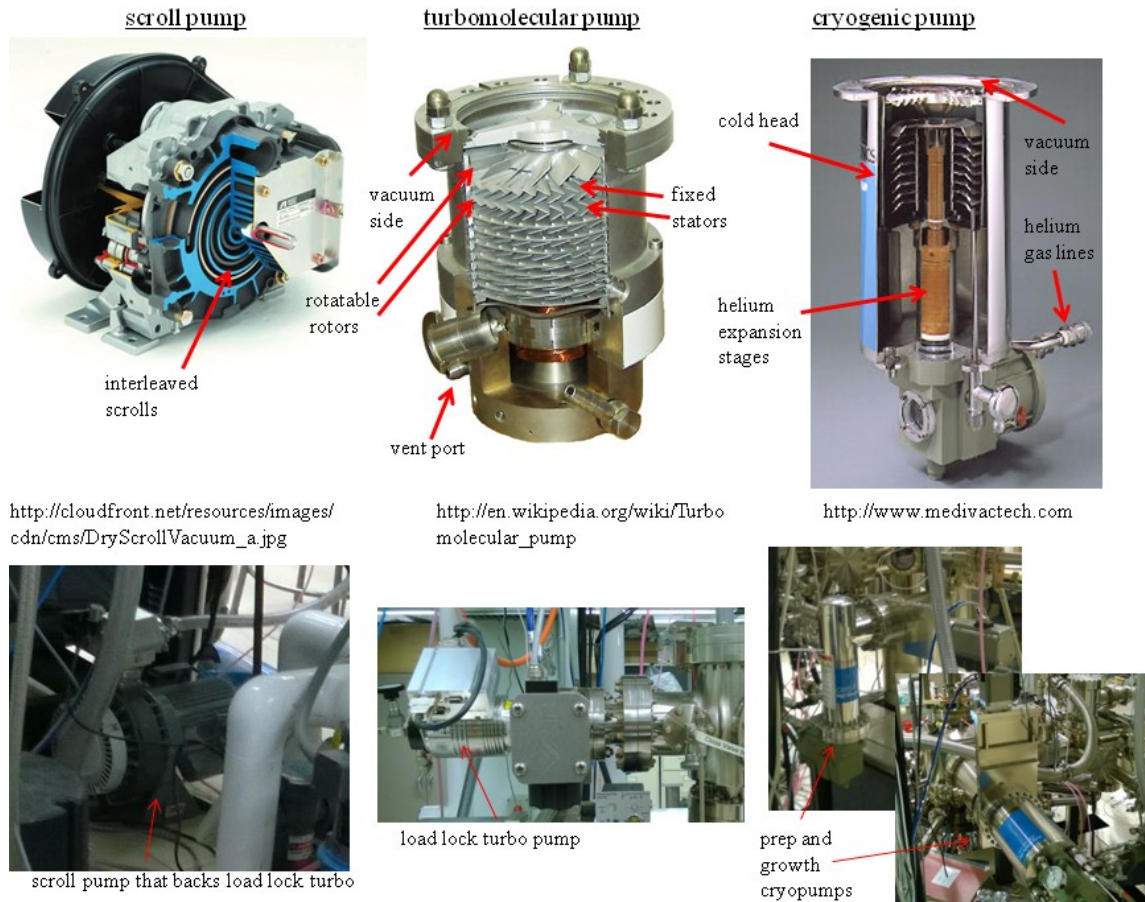 scroll pump
turbomolecular pump
cryogenic pump
cold head
vacuum
side
vacuum
side
fixed
stators
helium
gas lines
rotatable
rotors
helium
expansion
stages
interleaved
scrolls
vent port
http://cloudfront.net/resources/images/
cdn/cms/DryScrollVacuum_a.jpg
http://en.wikipedia.org/wiki/Turbo
molecular_pump
http://www.medivactech.com
load lock turbo pump
prep and
growth
cryopumps
scroll pump that backs load lock turbo